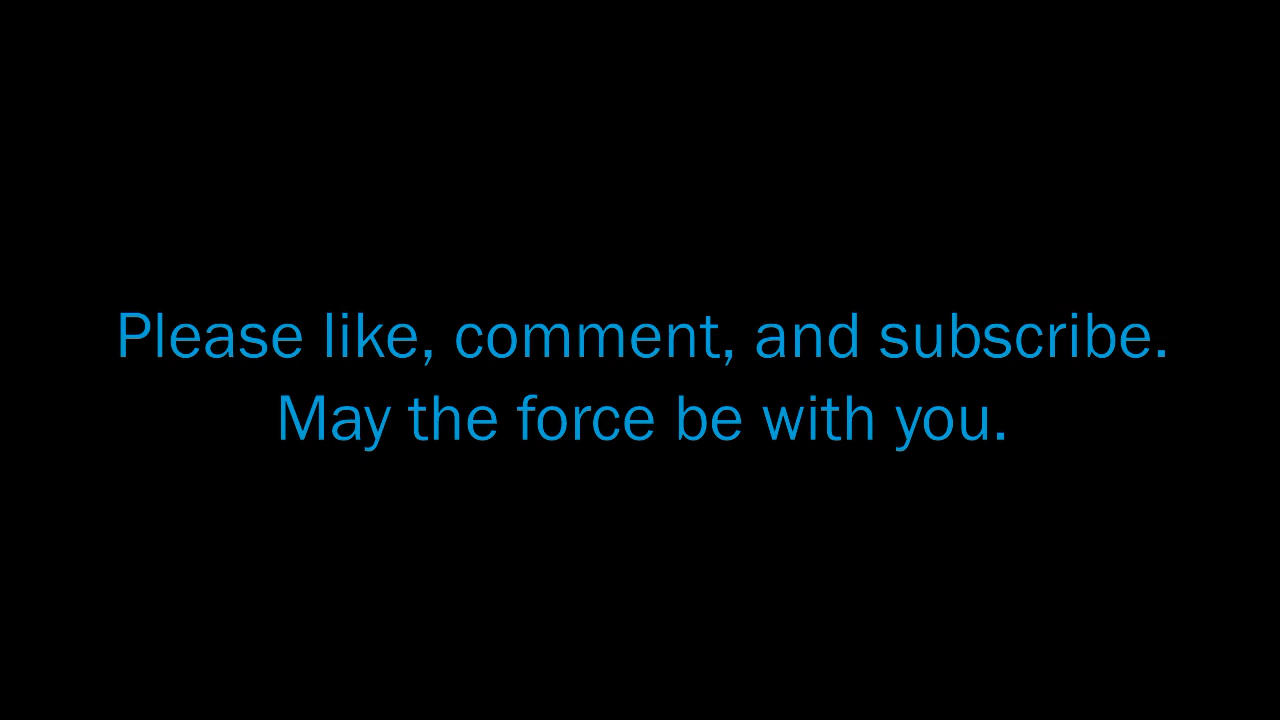 Please like, comment, and subscribe.
May the force be with you.